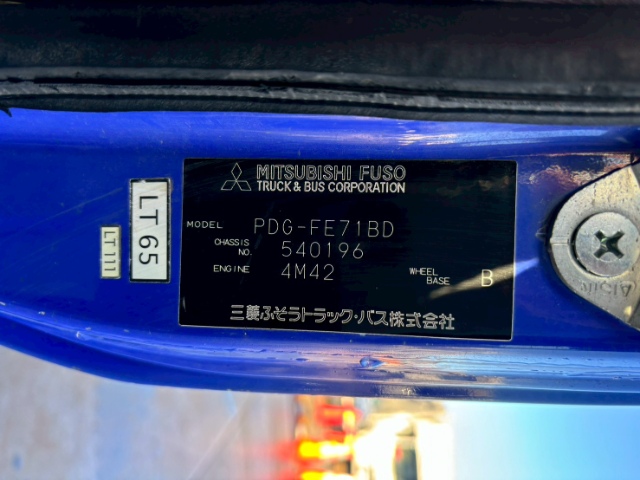 MITSUBISHI FUSO
TRUCK & BUS CORPORATION
MODEL PDG-FE71BD
CHASSIS NO. 540196
ENGINE 4M42 WHEEL BASE B
三菱ふそうトラック・バス株式会社
LT 65
LT111